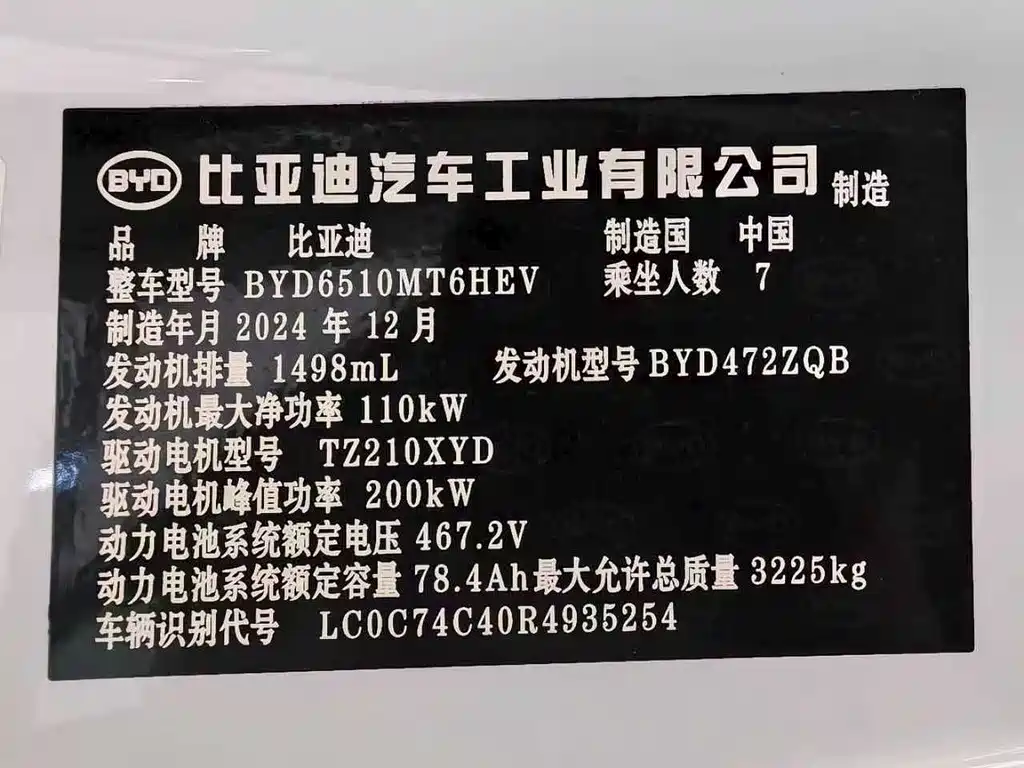 BYD 比亚迪汽车工业有限公司 制造
品 牌 比亚迪 制造国 中国
整车型号 BYD6510MT6HEV 乘坐人数 7
制造年月 2024 年 12 月
发动机排量 1498mL 发动机型号 BYD472ZQB
发动机最大净功率 110kW
驱动电机型号 TZ210XYD
驱动电机峰值功率 200kW
动力电池系统额定电压 467.2V
动力电池系统额定容量 78.4Ah 最大允许总质量 3225kg
车辆识别代号 LC0C74C40R4935254